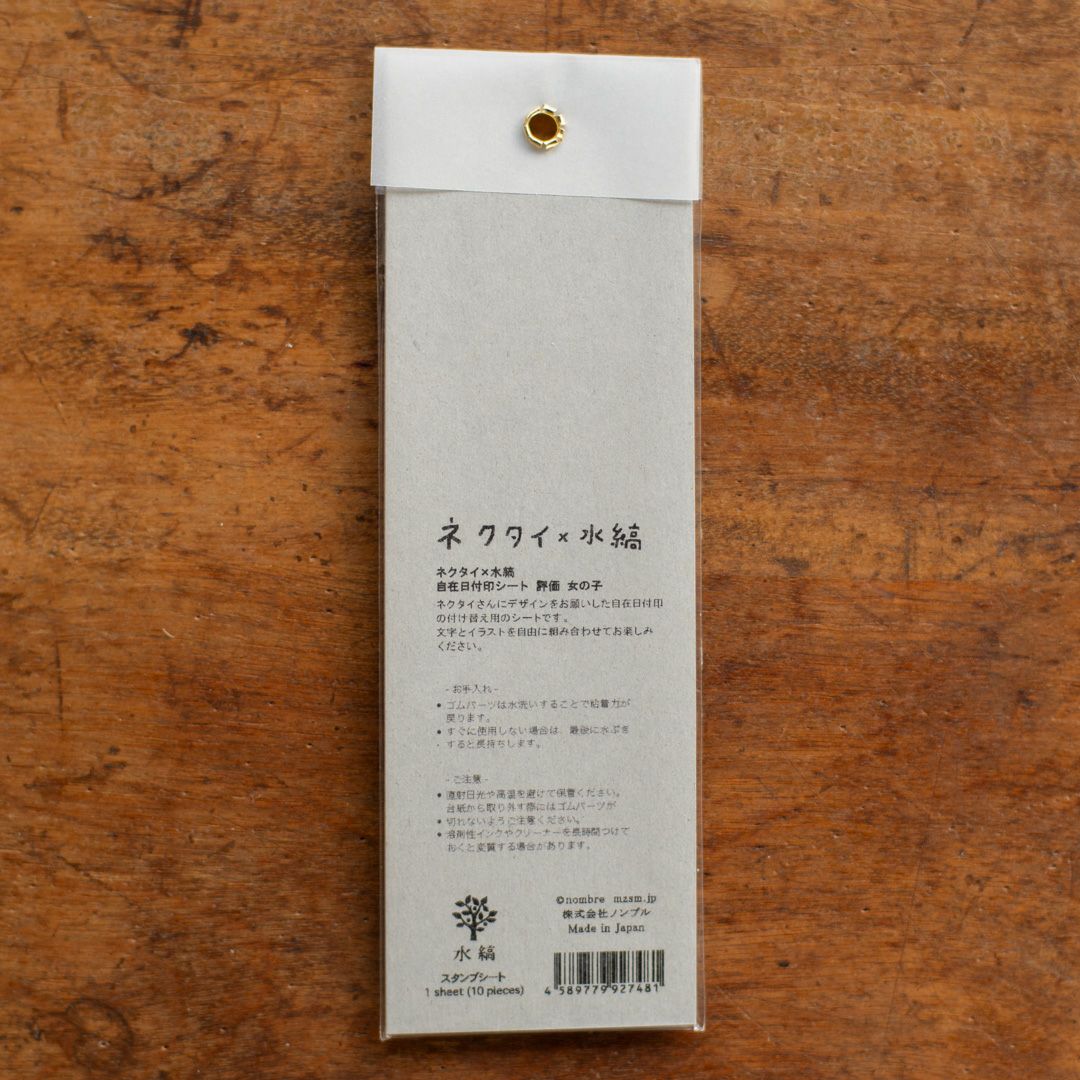 ネクタイ×水縞
ネクタイ×水縞
自在日付印シート 評価 女の子
ネクタイさんにデザインをお願いした自在日付印
の付け替え用のシートです。
文字とイラストを自由に組み合わせてお楽しみ
ください。
- お手入れ -
• ゴムパーツは水洗いすることで粘着力が
戻ります。
• すぐに使用しない場合は、最後に水ぶき
・ すると長持ちします。
- ご注意 -
• 直射日光や高温を避けて保管ください。
台紙から取り外す際にはゴムパーツが
• 切れないようご注意ください。
• 溶剤性インクやクリーナーを長時間つけて
おくと変質する場合があります。
水縞
スタンプシート
1 sheet (10 pieces)
©nombre mzsm.jp
株式会社ノンブル
Made in Japan
4 589779 927481